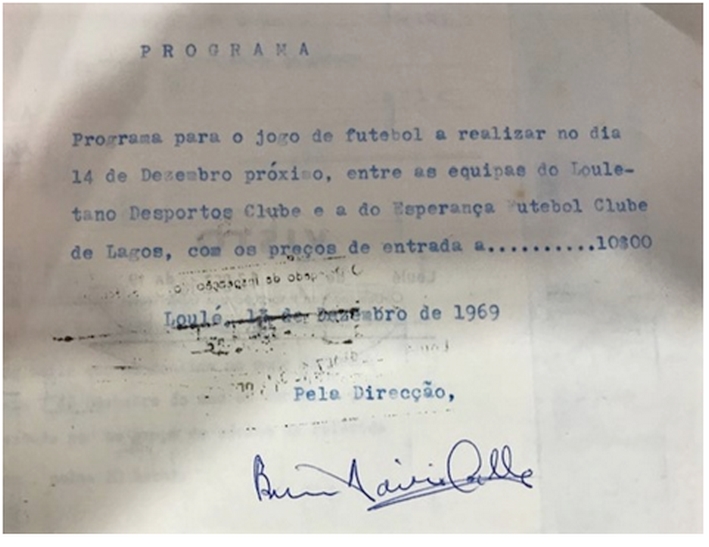 PROGRAMA
Programa para o jogo de futebol a realizar no dia
14 de Dezembro próximo, entre as equipas do Loule-
tano Desportos Clube e a do Esperança Futebol Clube
de Lagos, com os preços de entrada a..........10$00
Loulé, de Dezembro de 1969
Pela Direcção,